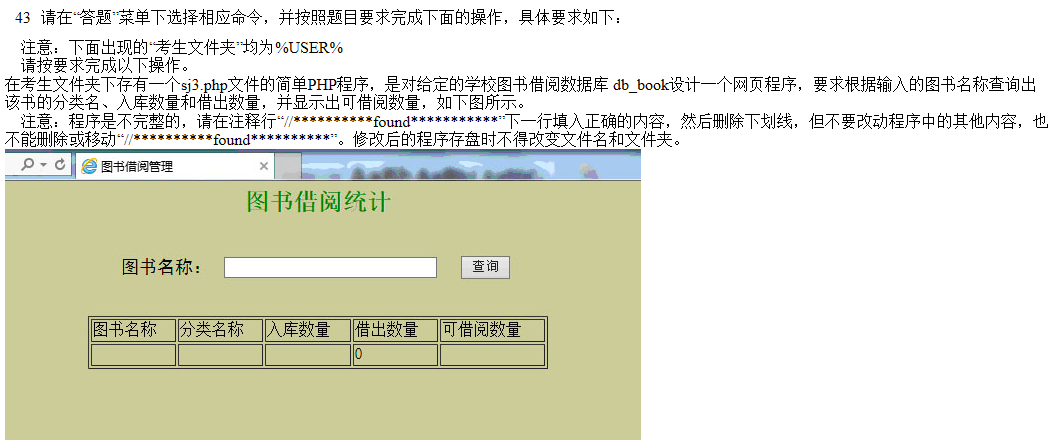 43 请在“答题”菜单下选择相应命令，并按照题目要求完成下面的操作，具体要求如下：
注意：下面出现的“考生文件夹”均为%USER%
请按要求完成以下操作。
在考生文件夹下存有一个sj3.php文件的简单PHP程序，是对给定的学校图书借阅数据库 db_book设计一个网页程序，要求根据输入的图书名称查询出
该书的分类名、入库数量和借出数量，并显示出可借阅数量，如下图所示。
注意：程序是不完整的，请在注释行“//**********found***********”下一行填入正确的内容，然后删除下划线，但不要改动程序中的其他内容，也
不能删除或移动“//**********found**********”。修改后的程序存盘时不得改变文件名和文件夹。
图书借阅管理
图书借阅统计
图书名称： 查询
图书名称 分类名称 入库数量 借出数量 可借阅数量
0